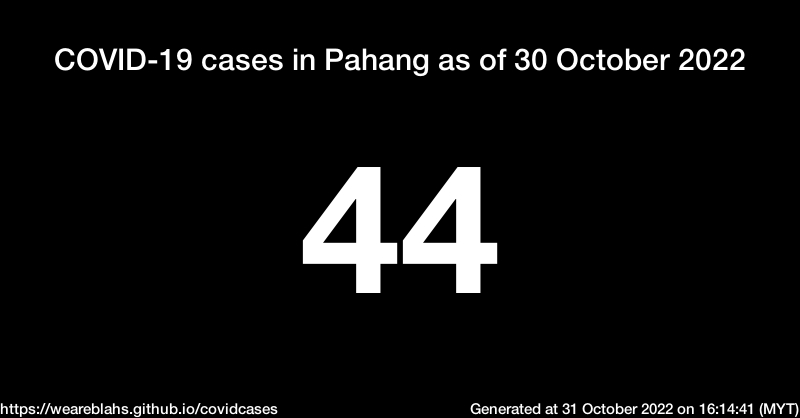 COVID-19 cases in Pahang as of 30 October 2022
44
https://weareblahs.github.io/covidcases
Generated at 31 October 2022 on 16:14:41 (MYT)